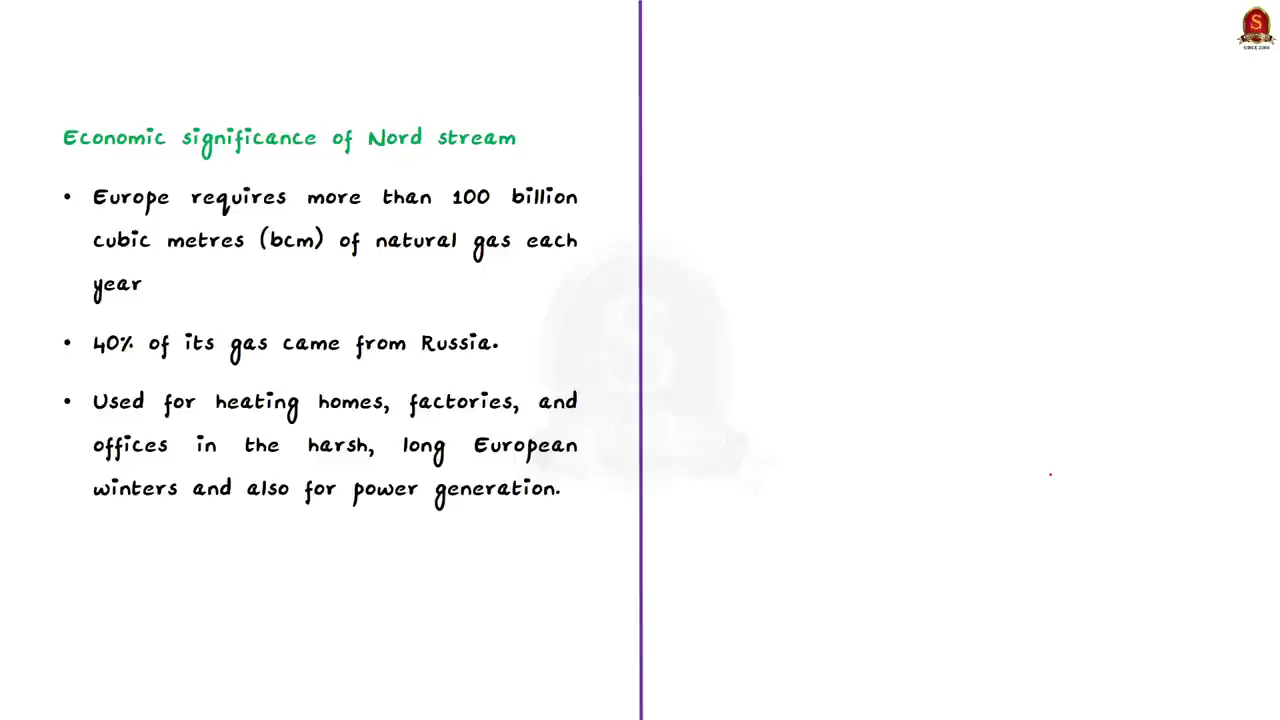 Economic significance of Nord stream
• Europe requires more than 100 billion
cubic metres (bcm) of natural gas each
year
• 40% of its gas came from Russia.
• Used for heating homes, factories, and
offices in the harsh, long European
winters and also for power generation.
S
SINCE 2004